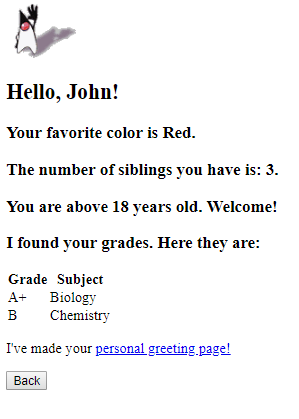 Hello, John!
Your favorite color is Red.
The number of siblings you have is: 3.
You are above 18 years old. Welcome!
I found your grades. Here they are:
Grade Subject
A+ Biology
B Chemistry
I've made your personal greeting page!
Back